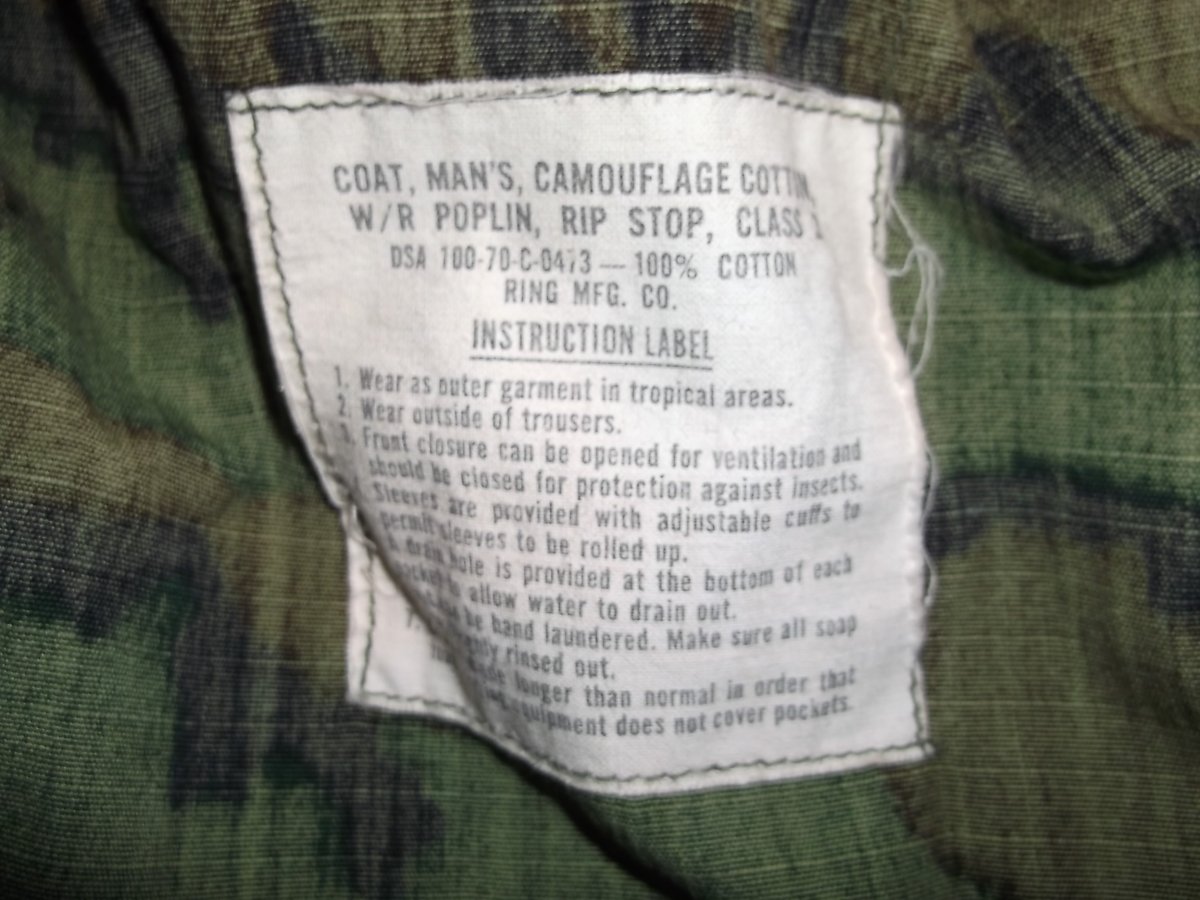 COAT, MAN'S, CAMOUFLAGE COTTON
W/R POPLIN, RIP STOP, CLASS
DSA 100-70-C-0473 — 100% COTTON
RING MFG. CO.
INSTRUCTION LABEL
1. Wear as outer garment in tropical areas.
2. Wear outside of trousers.
3. Front closure can be opened for ventilation and
should be closed for protection against insects.
Sleeves are provided with adjustable cuffs to
permit sleeves to be rolled up.
A drain hole is provided at the bottom of each
pocket to allow water to drain out.
be hand laundered. Make sure all soap
rinsed out.
longer than normal in order that
equipment does not cover pockets.